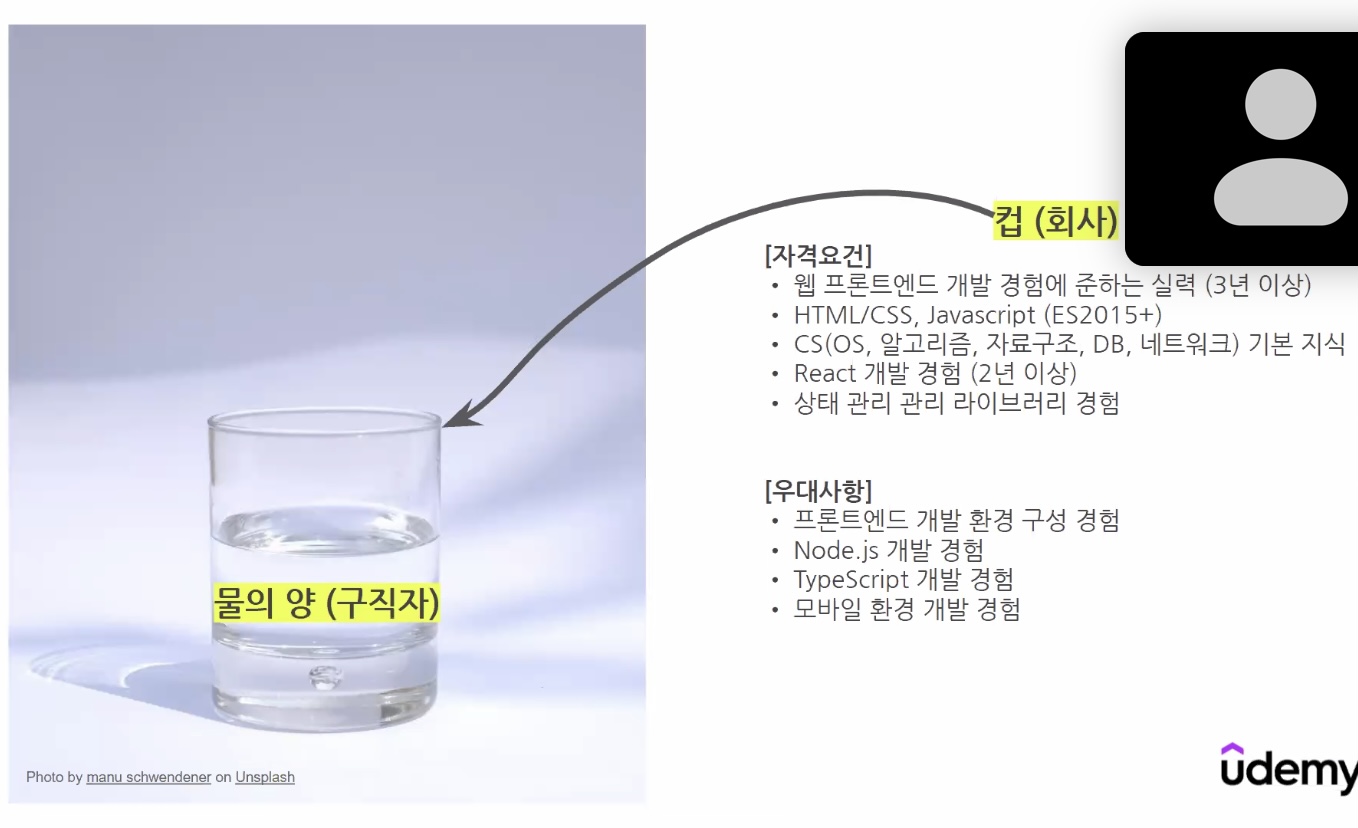 컵 (회사)
[자격요건]
• 웹 프론트엔드 개발 경험에 준하는 실력 (3년 이상)
• HTML/CSS, Javascript (ES2015+)
• CS(OS, 알고리즘, 자료구조, DB, 네트워크) 기본 지식
• React 개발 경험 (2년 이상)
• 상태 관리 관리 라이브러리 경험
[우대사항]
• 프론트엔드 개발 환경 구성 경험
• Node.js 개발 경험
• TypeScript 개발 경험
• 모바일 환경 개발 경험
물의 양 (구직자)
Photo by manu schwendener on Unsplash
udemy